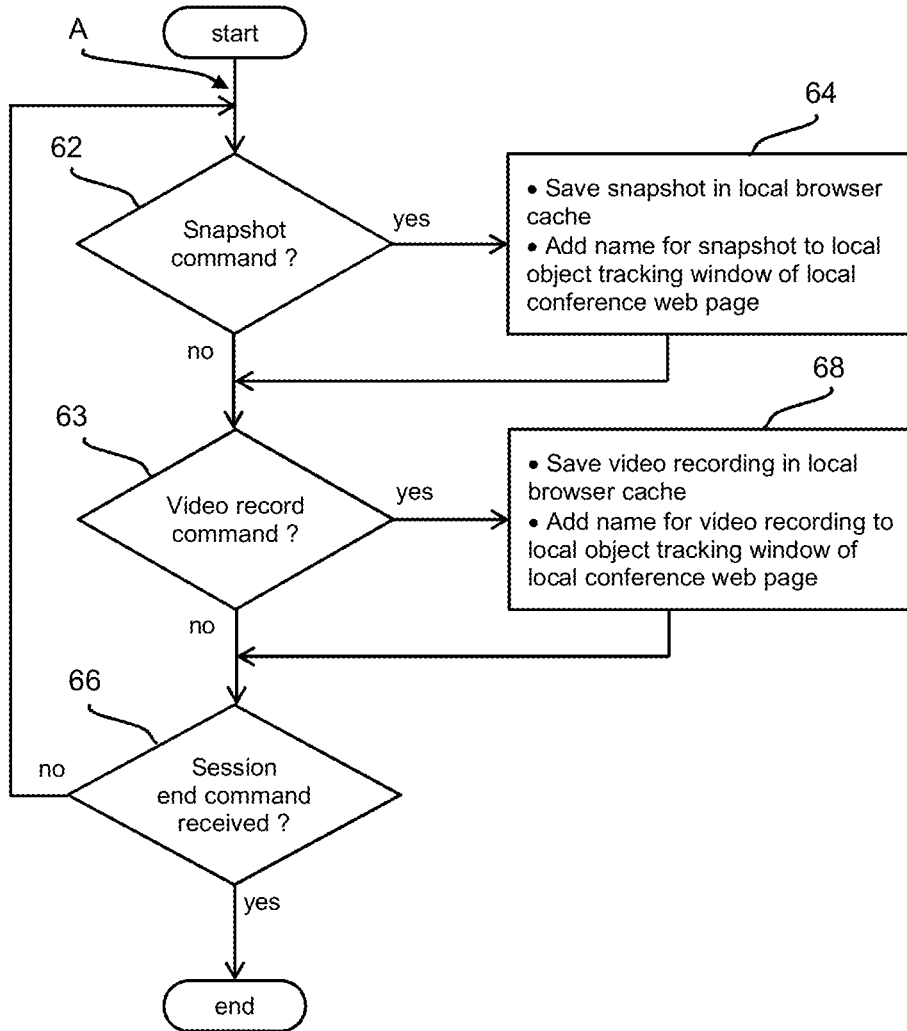 start
A
62
64
Snapshot
command ?
yes
• Save snapshot in local browser
cache
• Add name for snapshot to local
object tracking window of local
conference web page
no
63
68
Video record
command ?
yes
• Save video recording in local
browser cache
• Add name for video recording to
local object tracking window of
local conference web page
no
66
no
Session
end command
received ?
yes
end